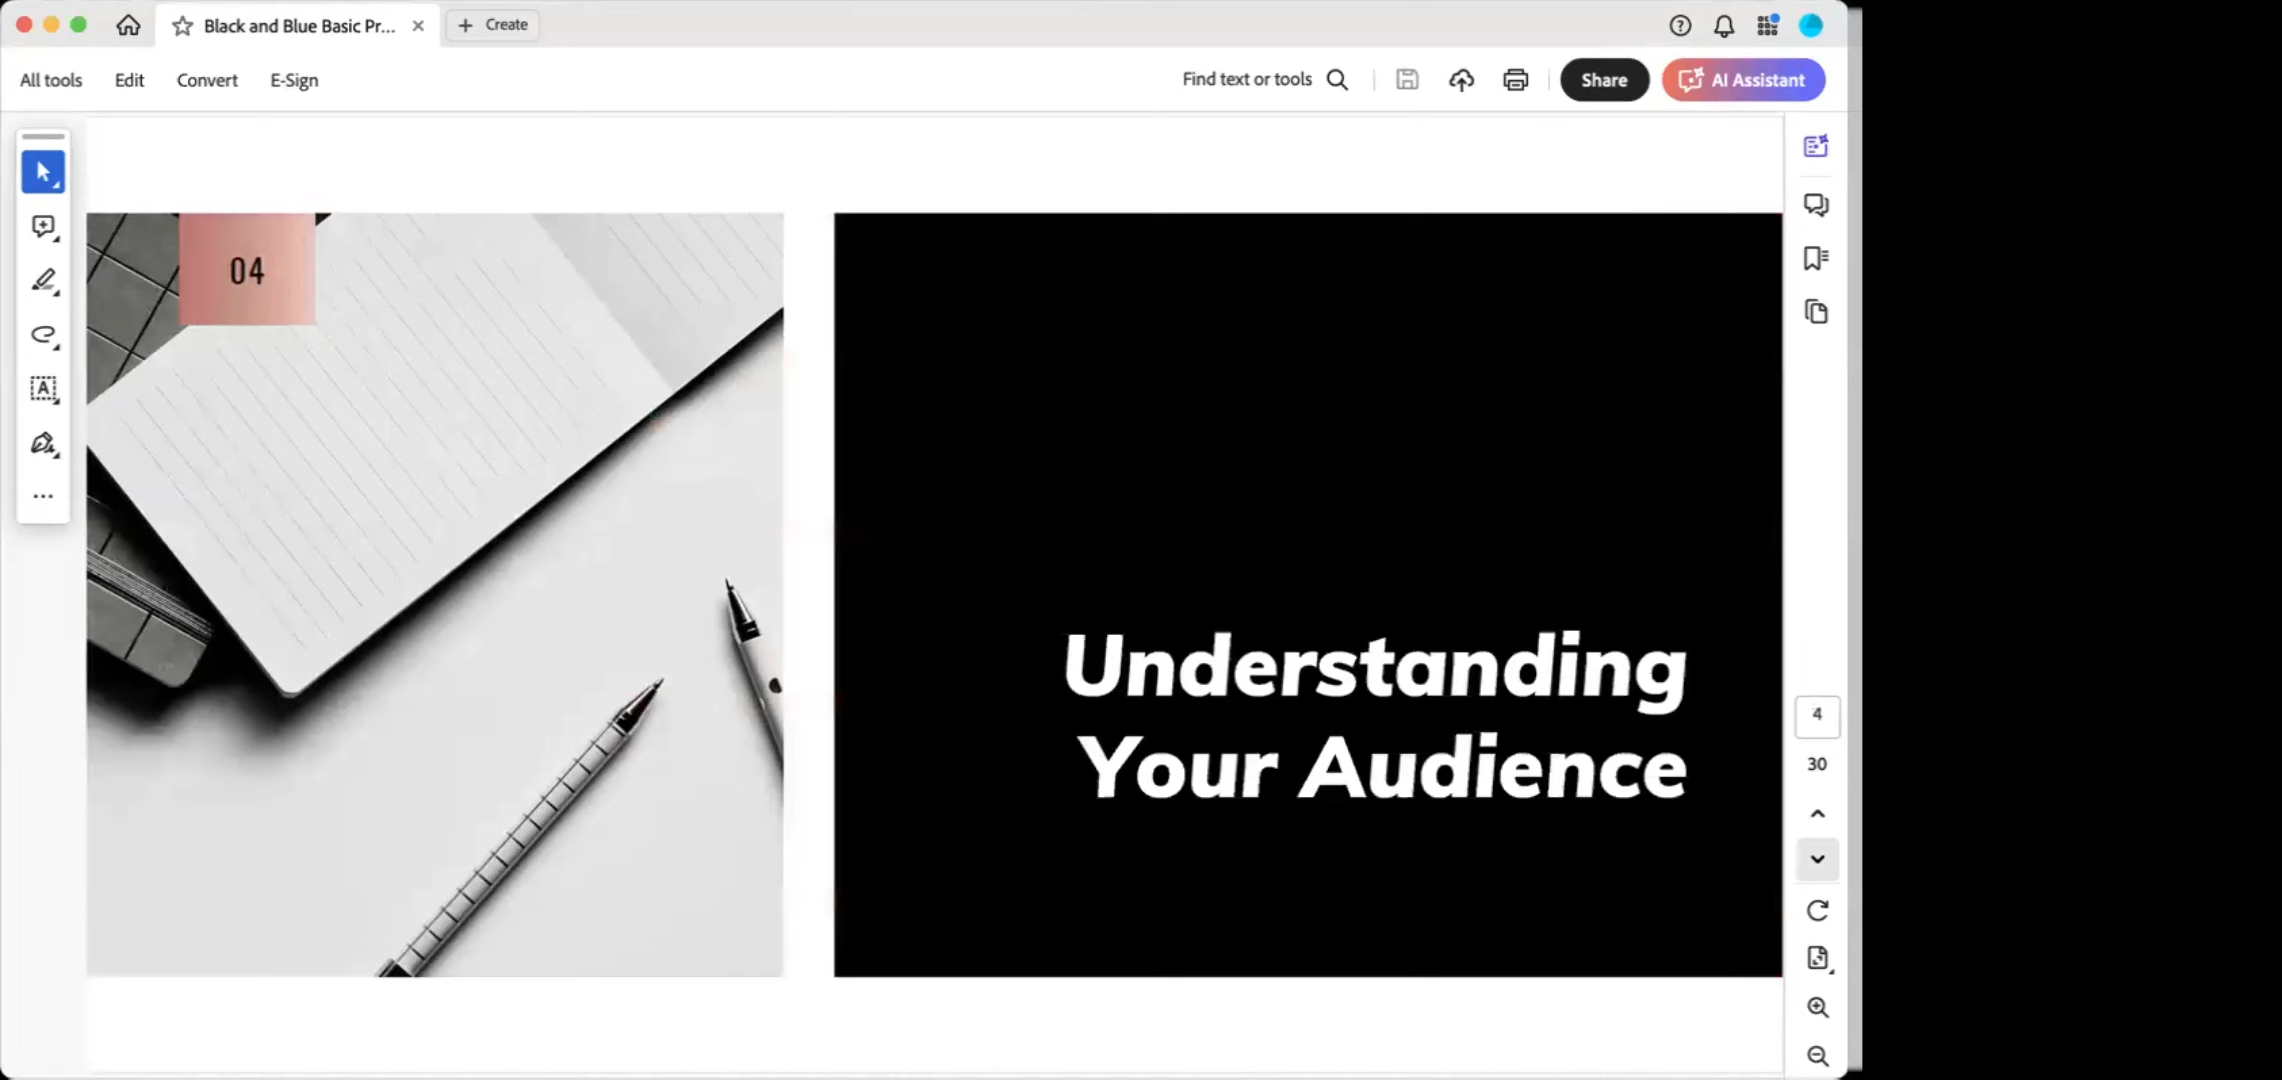 Black and Blue Basic Pr...
Create
All tools
Edit
Convert
E-Sign
Find text or tools
Share
AI Assistant
04
Understanding
Your Audience
4
30